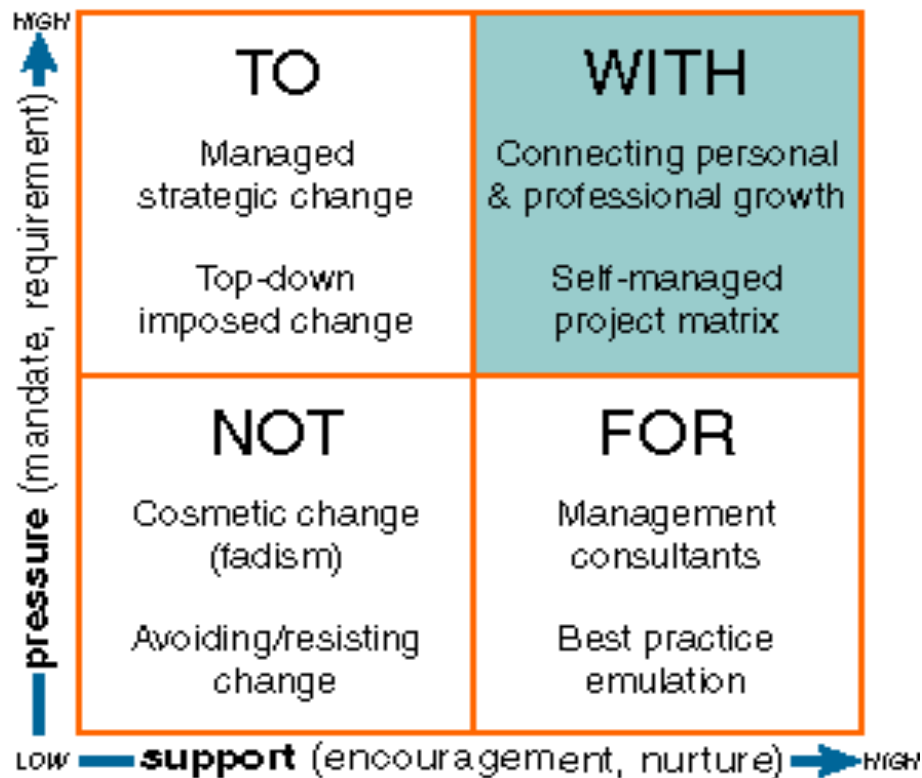 HIGH
TO
Managed
strategic change
Top-down
imposed change
WITH
Connecting personal
& professional growth
Self-managed
project matrix
pressure (mandate, requirement)
NOT
Cosmetic change
(fadism)
Avoiding/resisting
change
FOR
Management
consultants
Best practice
emulation
LOW
support (encouragement, nurture)
HIGH